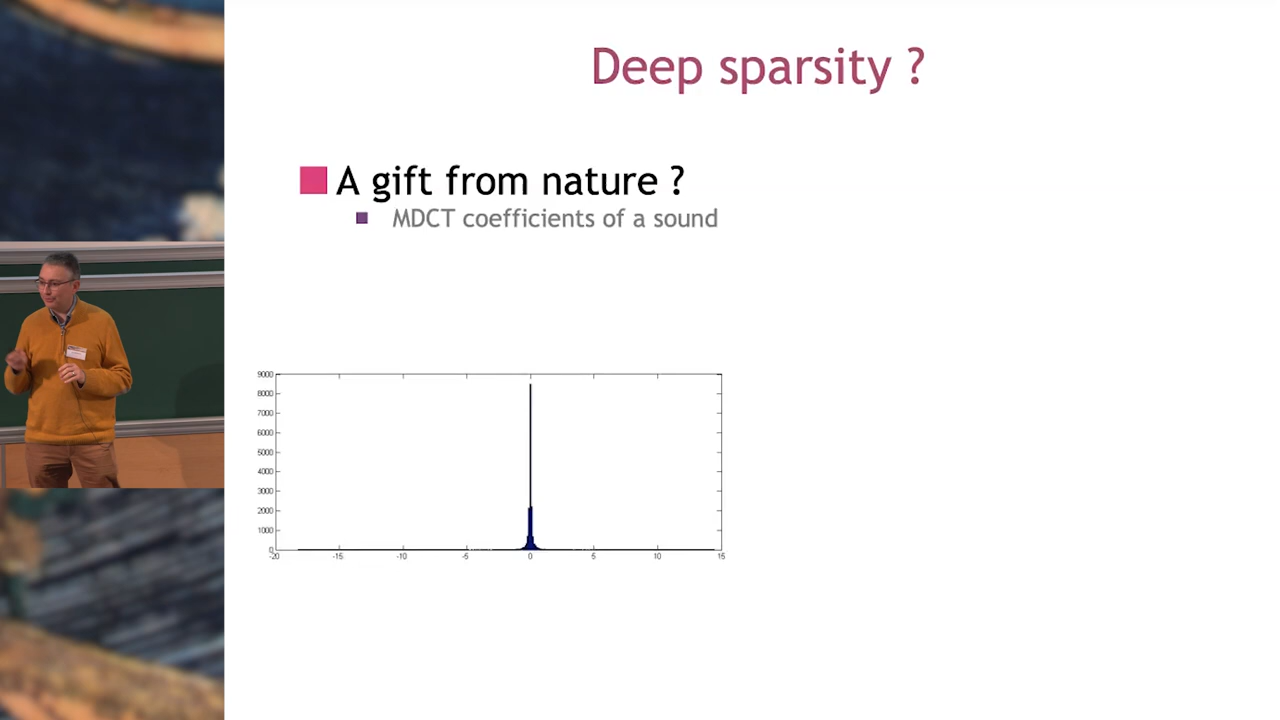 Deep sparsity ?
A gift from nature ?
MDCT coefficients of a sound
9000
8000
7000
6000
5000
4000
3000
2000
1000
0
-20 -15 -10 -5 0 5 10 15